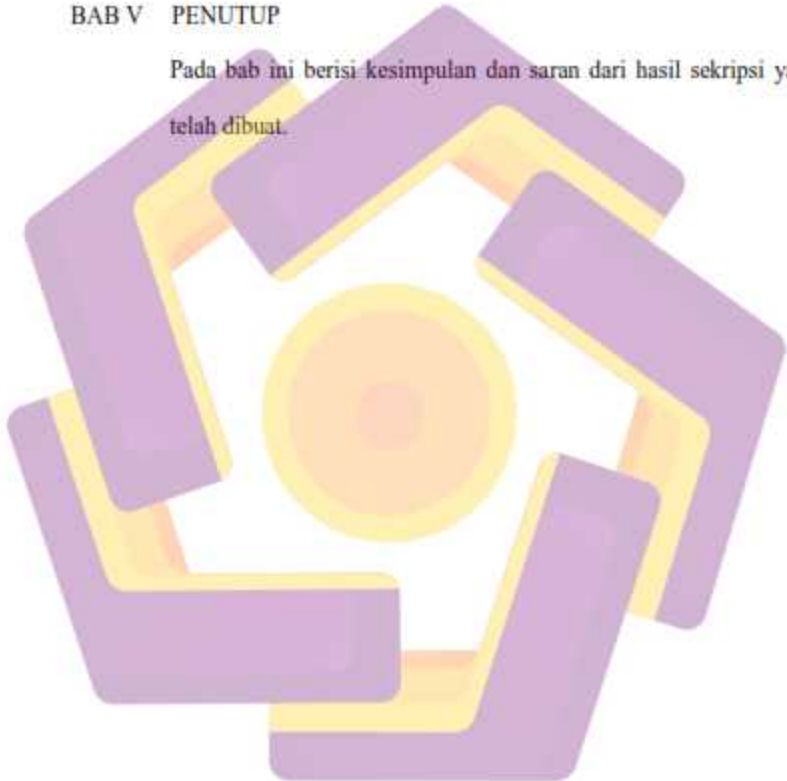 BAB V PENUTUP
Pada bab ini berisi kesimpulan dan saran dari hasil sekripsi
telah dibuat.